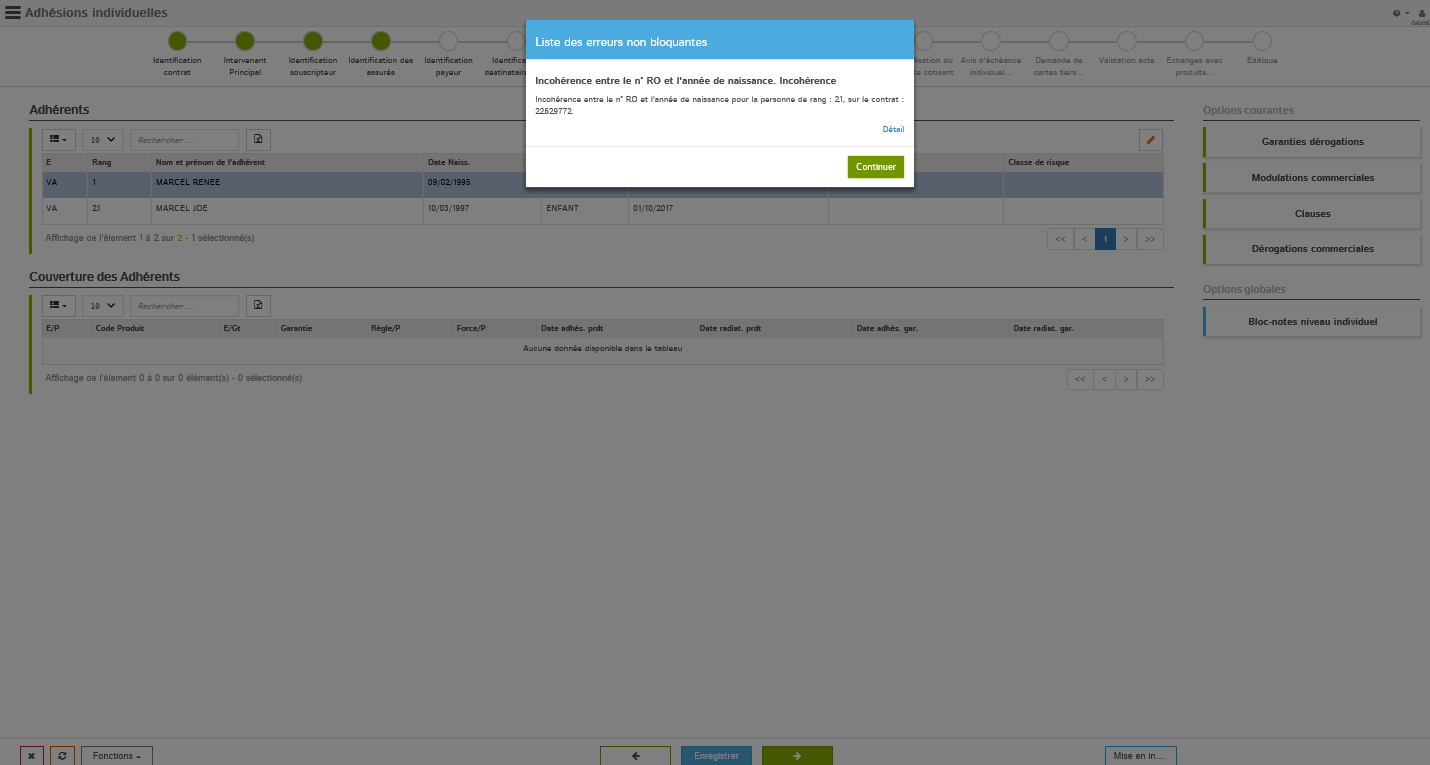 Adhésions individuelles
Identification contrat
Intervenant Principal
Identification souscripteur
Identification des assurés
Identification payeur
Identifica
destinataire
isation du
te cotisant
Avis d'échéance individuel...
Demande de cartes tiers...
Validation acte
Echanges avec produits...
Editique
Liste des erreurs non bloquantes
Incohérence entre le n° RO et l'année de naissance. Incohérence
Incohérence entre le n° RO et l'année de naissance pour la personne de rang : 21, sur le contrat :
22529772.
Détail
Continuer
Adhérents
10
Rechercher...
E Rang Nom et prénom de l'adhérent Date Naiss. Classe de risque
VA 1 MARCEL RENEE 09/02/1995
VA 21 MARCEL JOE 10/03/1997 ENFANT 01/10/2017
Affichage de l'élement 1 à 2 sur 2 - 1 sélectionné(s)
<< < 1 > >>
Couverture des Adhérents
10
Rechercher...
E/P Code Produit E/Gt Garantie Règle/P Force/P Date adhés. prdt Date radiat. prdt Date adhés. gar. Date radiat. gar.
Aucune donnée disponible dans le tableau
Affichage de l'élement 0 à 0 sur 0 élément(s) - 0 sélectionné(s)
<< < > >>
Options courantes
Garanties dérogations
Modulations commerciales
Clauses
Dérogations commerciales
Options globales
Bloc-notes niveau individuel
Fonctions
Enregistrer
Mise en in...